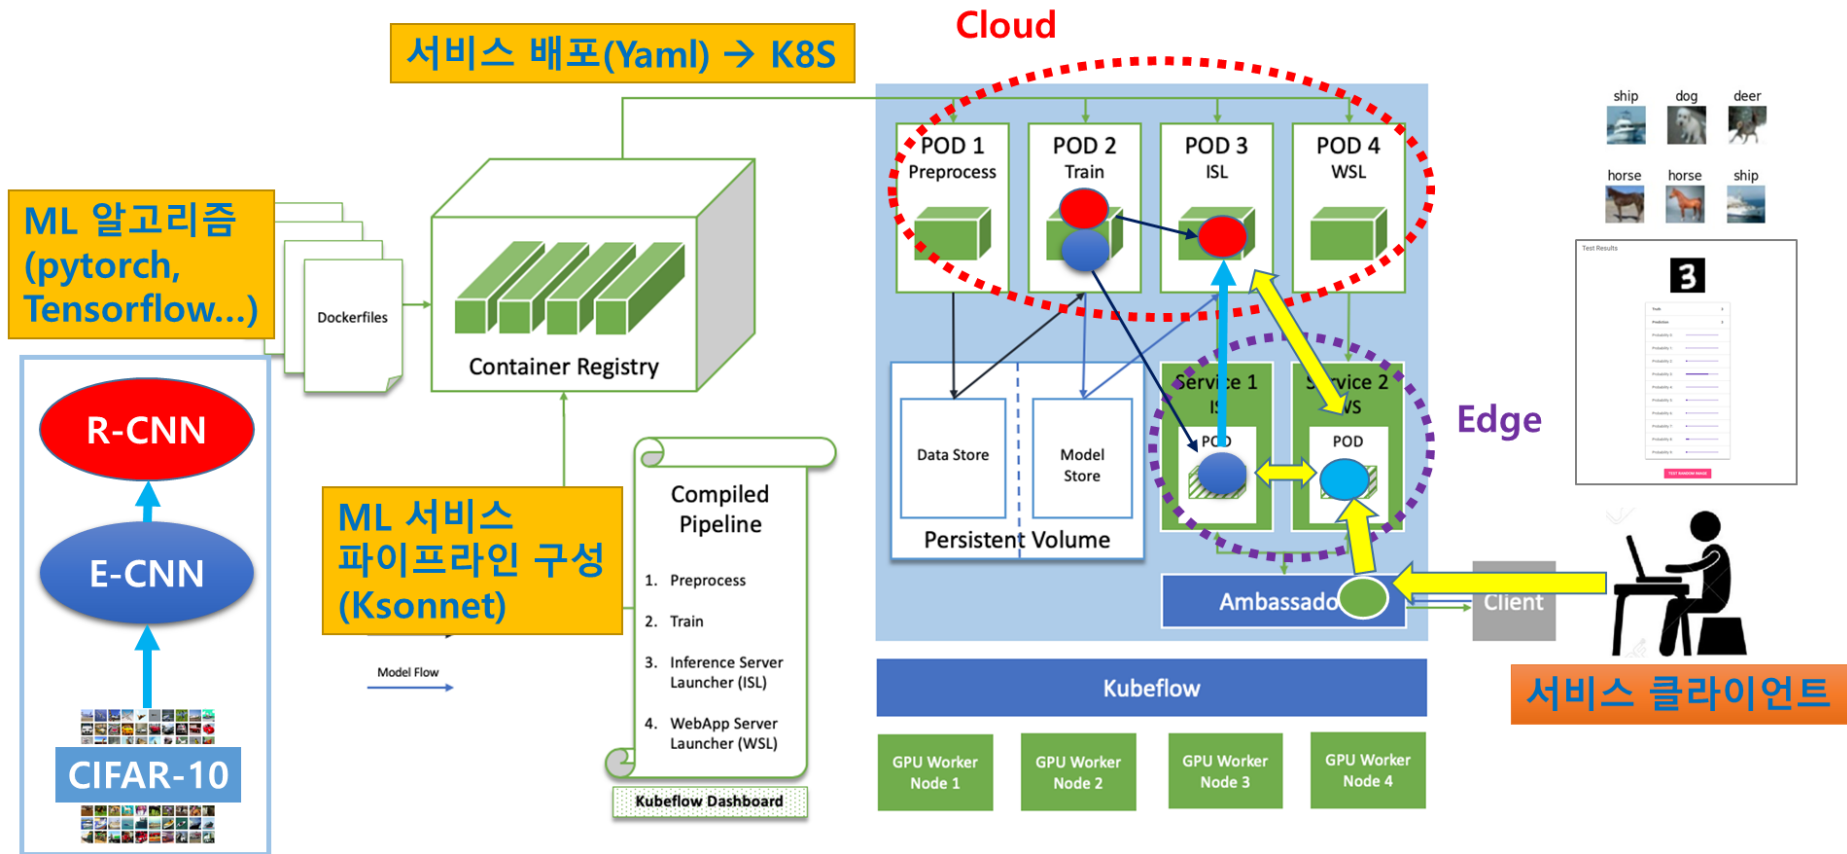 서비스 배포(Yaml) → K8S
Cloud
ML 알고리즘
(pytorch,
Tensorflow...)
Dockerfiles
Container Registry
R-CNN
E-CNN
CIFAR-10
ML 서비스
파이프라인 구성
(Ksonnet)
Model Flow
Compiled
Pipeline
1. Preprocess
2. Train
3. Inference Server
Launcher (ISL)
4. WebApp Server
Launcher (WSL)
Kubeflow Dashboard
POD 1
Preprocess
POD 2
Train
POD 3
ISL
POD 4
WSL
Data Store
Model
Store
Persistent Volume
Service 1
POD
Service 2
WS
POD
Edge
Ambassado
Client
Kubeflow
GPU Worker
Node 1
GPU Worker
Node 2
GPU Worker
Node 3
GPU Worker
Node 4
ship
dog
deer
horse
horse
ship
Test Results
3
서비스 클라이언트